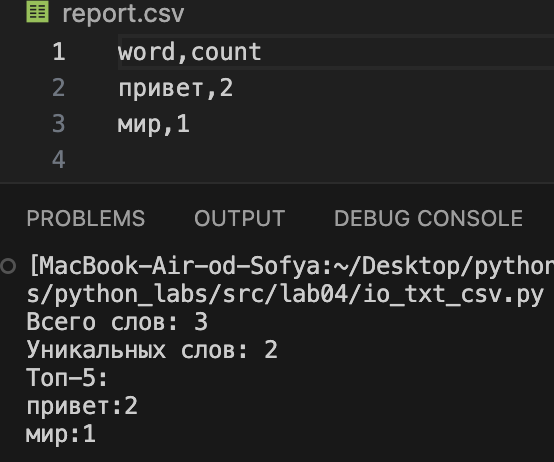 report.csv
1 word,count
2 привет,2
3 мир,1
4
PROBLEMS OUTPUT DEBUG CONSOLE
[MacBook-Air-od-Sofya:~/Desktop/python
s/python_labs/src/lab04/io_txt_csv.py
Всего слов: 3
Уникальных слов: 2
Топ-5:
привет:2
мир:1